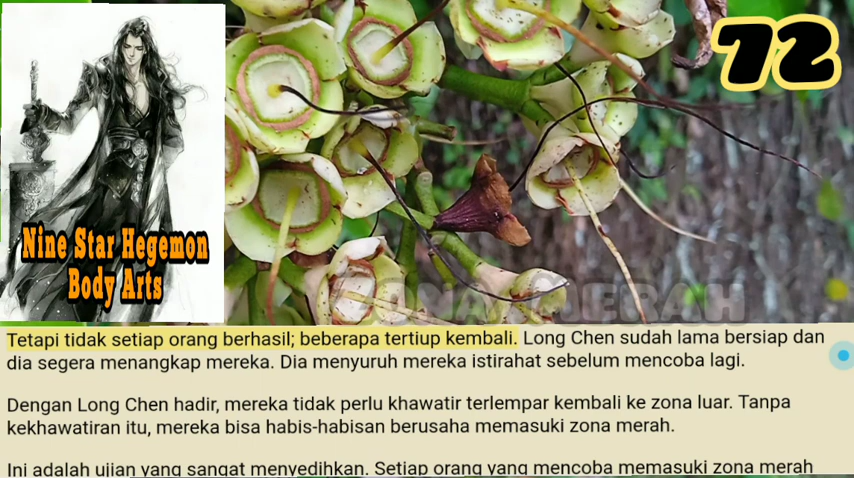 72
Nine Star Hegemon
Body Arts
ZONA MERAH
Tetapi tidak setiap orang berhasil; beberapa tertiup kembali. Long Chen sudah lama bersiap dan
dia segera menangkap mereka. Dia menyuruh mereka istirahat sebelum mencoba lagi.
Dengan Long Chen hadir, mereka tidak perlu khawatir terlempar kembali ke zona luar. Tanpa
kekhawatiran itu, mereka bisa habis-habisan berusaha memasuki zona merah.
Ini adalah ujian yang sangat menyedihkan. Setiap orang yang mencoba memasuki zona merah